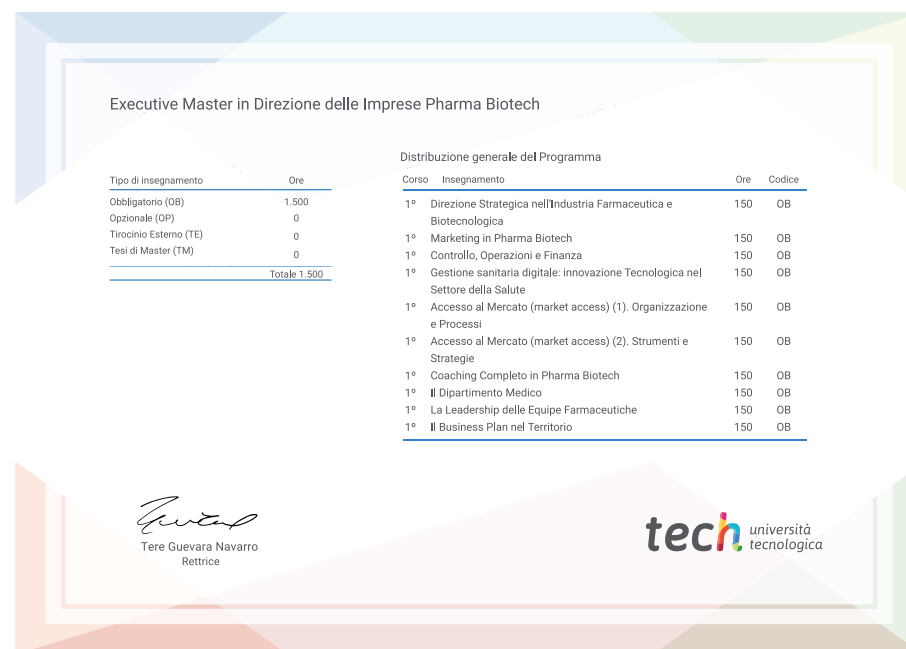 Executive Master in Direzione delle Imprese Pharma Biotech
Tipo di insegnamento Ore
Obbligatorio (OB) 1.500
Opzionale (OP) 0
Tirocinio Esterno (TE) 0
Tesi di Master (TM) 0
Totale 1.500
Distribuzione generale del Programma
Corso Insegnamento Ore Codice
1º Direzione Strategica nell'Industria Farmaceutica e 150 OB
Biotecnologica
1º Marketing in Pharma Biotech 150 OB
1º Controllo, Operazioni e Finanza 150 OB
1º Gestione sanitaria digitale: innovazione Tecnologica nel 150 OB
Settore della Salute
1º Accesso al Mercato (market access) (1). Organizzazione 150 OB
e Processi
1º Accesso al Mercato (market access) (2). Strumenti e 150 OB
Strategie
1º Coaching Completo in Pharma Biotech 150 OB
1º Il Dipartimento Medico 150 OB
1º La Leadership delle Equipe Farmaceutiche 150 OB
1º Il Business Plan nel Territorio 150 OB
Tere Guevara Navarro
Rettrice
tech università
tecnologica